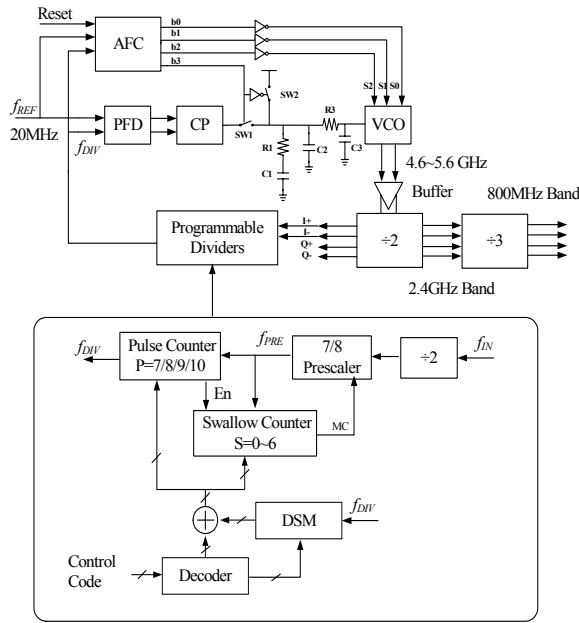 Reset
AFC
b0
b1
b2
b3
SW2
S2
S1
S0
fREF
20MHz
fDIV
PFD
CP
SW1
R3
VCO
R1
C2
C3
C1
4.6~5.6 GHz
Buffer
800MHz Band
Programmable
Dividers
I+
I-
Q+
Q-
÷2
÷3
2.4GHz Band
fDIV
Pulse Counter
P=7/8/9/10
fPRE
7/8
Prescaler
÷2
fIN
En
Swallow Counter
S=0~6
MC
DSM
fDIV
Control
Code
Decoder